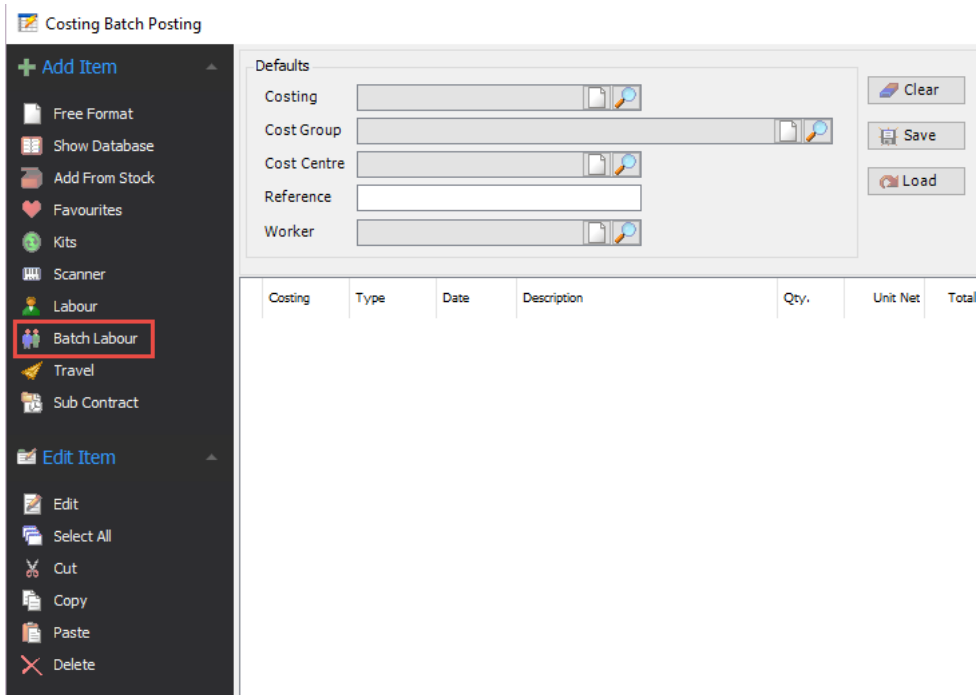 Costing Batch Posting
Add Item
Free Format
Show Database
Add From Stock
Favourites
Kits
Scanner
Labour
Batch Labour
Travel
Sub Contract
Edit Item
Edit
Select All
Cut
Copy
Paste
Delete
Defaults
Costing
Cost Group
Cost Centre
Reference
Worker
Clear
Save
Load
Costing Type Date Description Qty. Unit Net Total